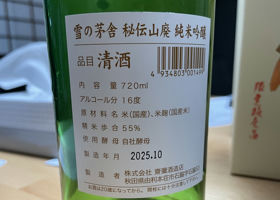 雪の茅舎 秘伝山廃 純米吟醸
品目 清酒
4934803001499
内容量 720ml
アルコール分 16度
原材料名 米(国産)、米麹(国産米)
精米歩合 55%
使用酵母 自社酵母
製造年月 2025.10
製造者 株式会社 齋彌酒造店
秋田県由利本荘市石脇字石脇53
お酒は20歳になってから。